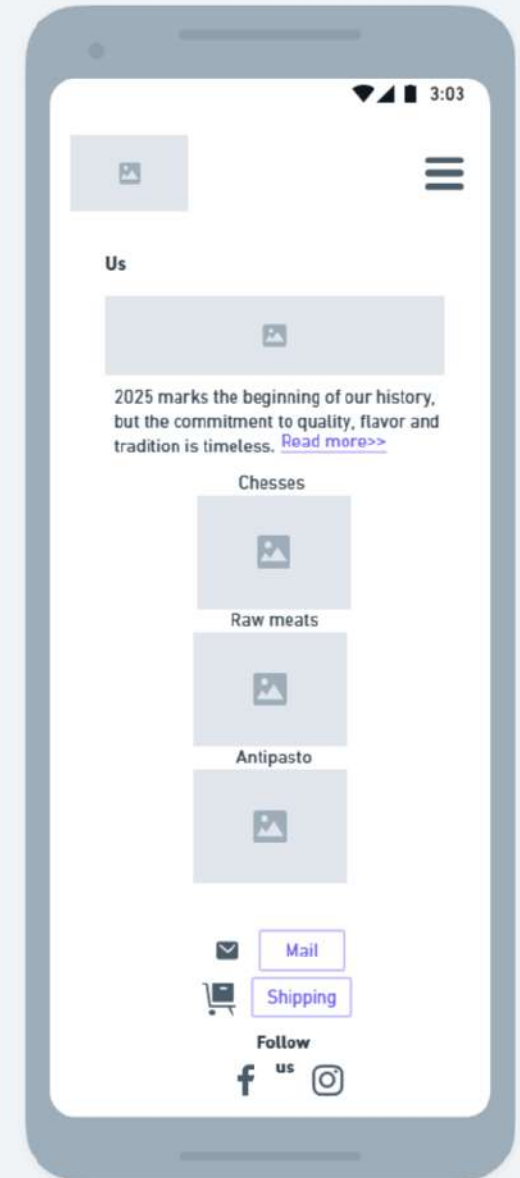 3:03
Us
2025 marks the beginning of our history,
but the commitment to quality, flavor and
tradition is timeless. Read more>>
Chesses
Raw meats
Antipasto
Mail
Shipping
Follow
us